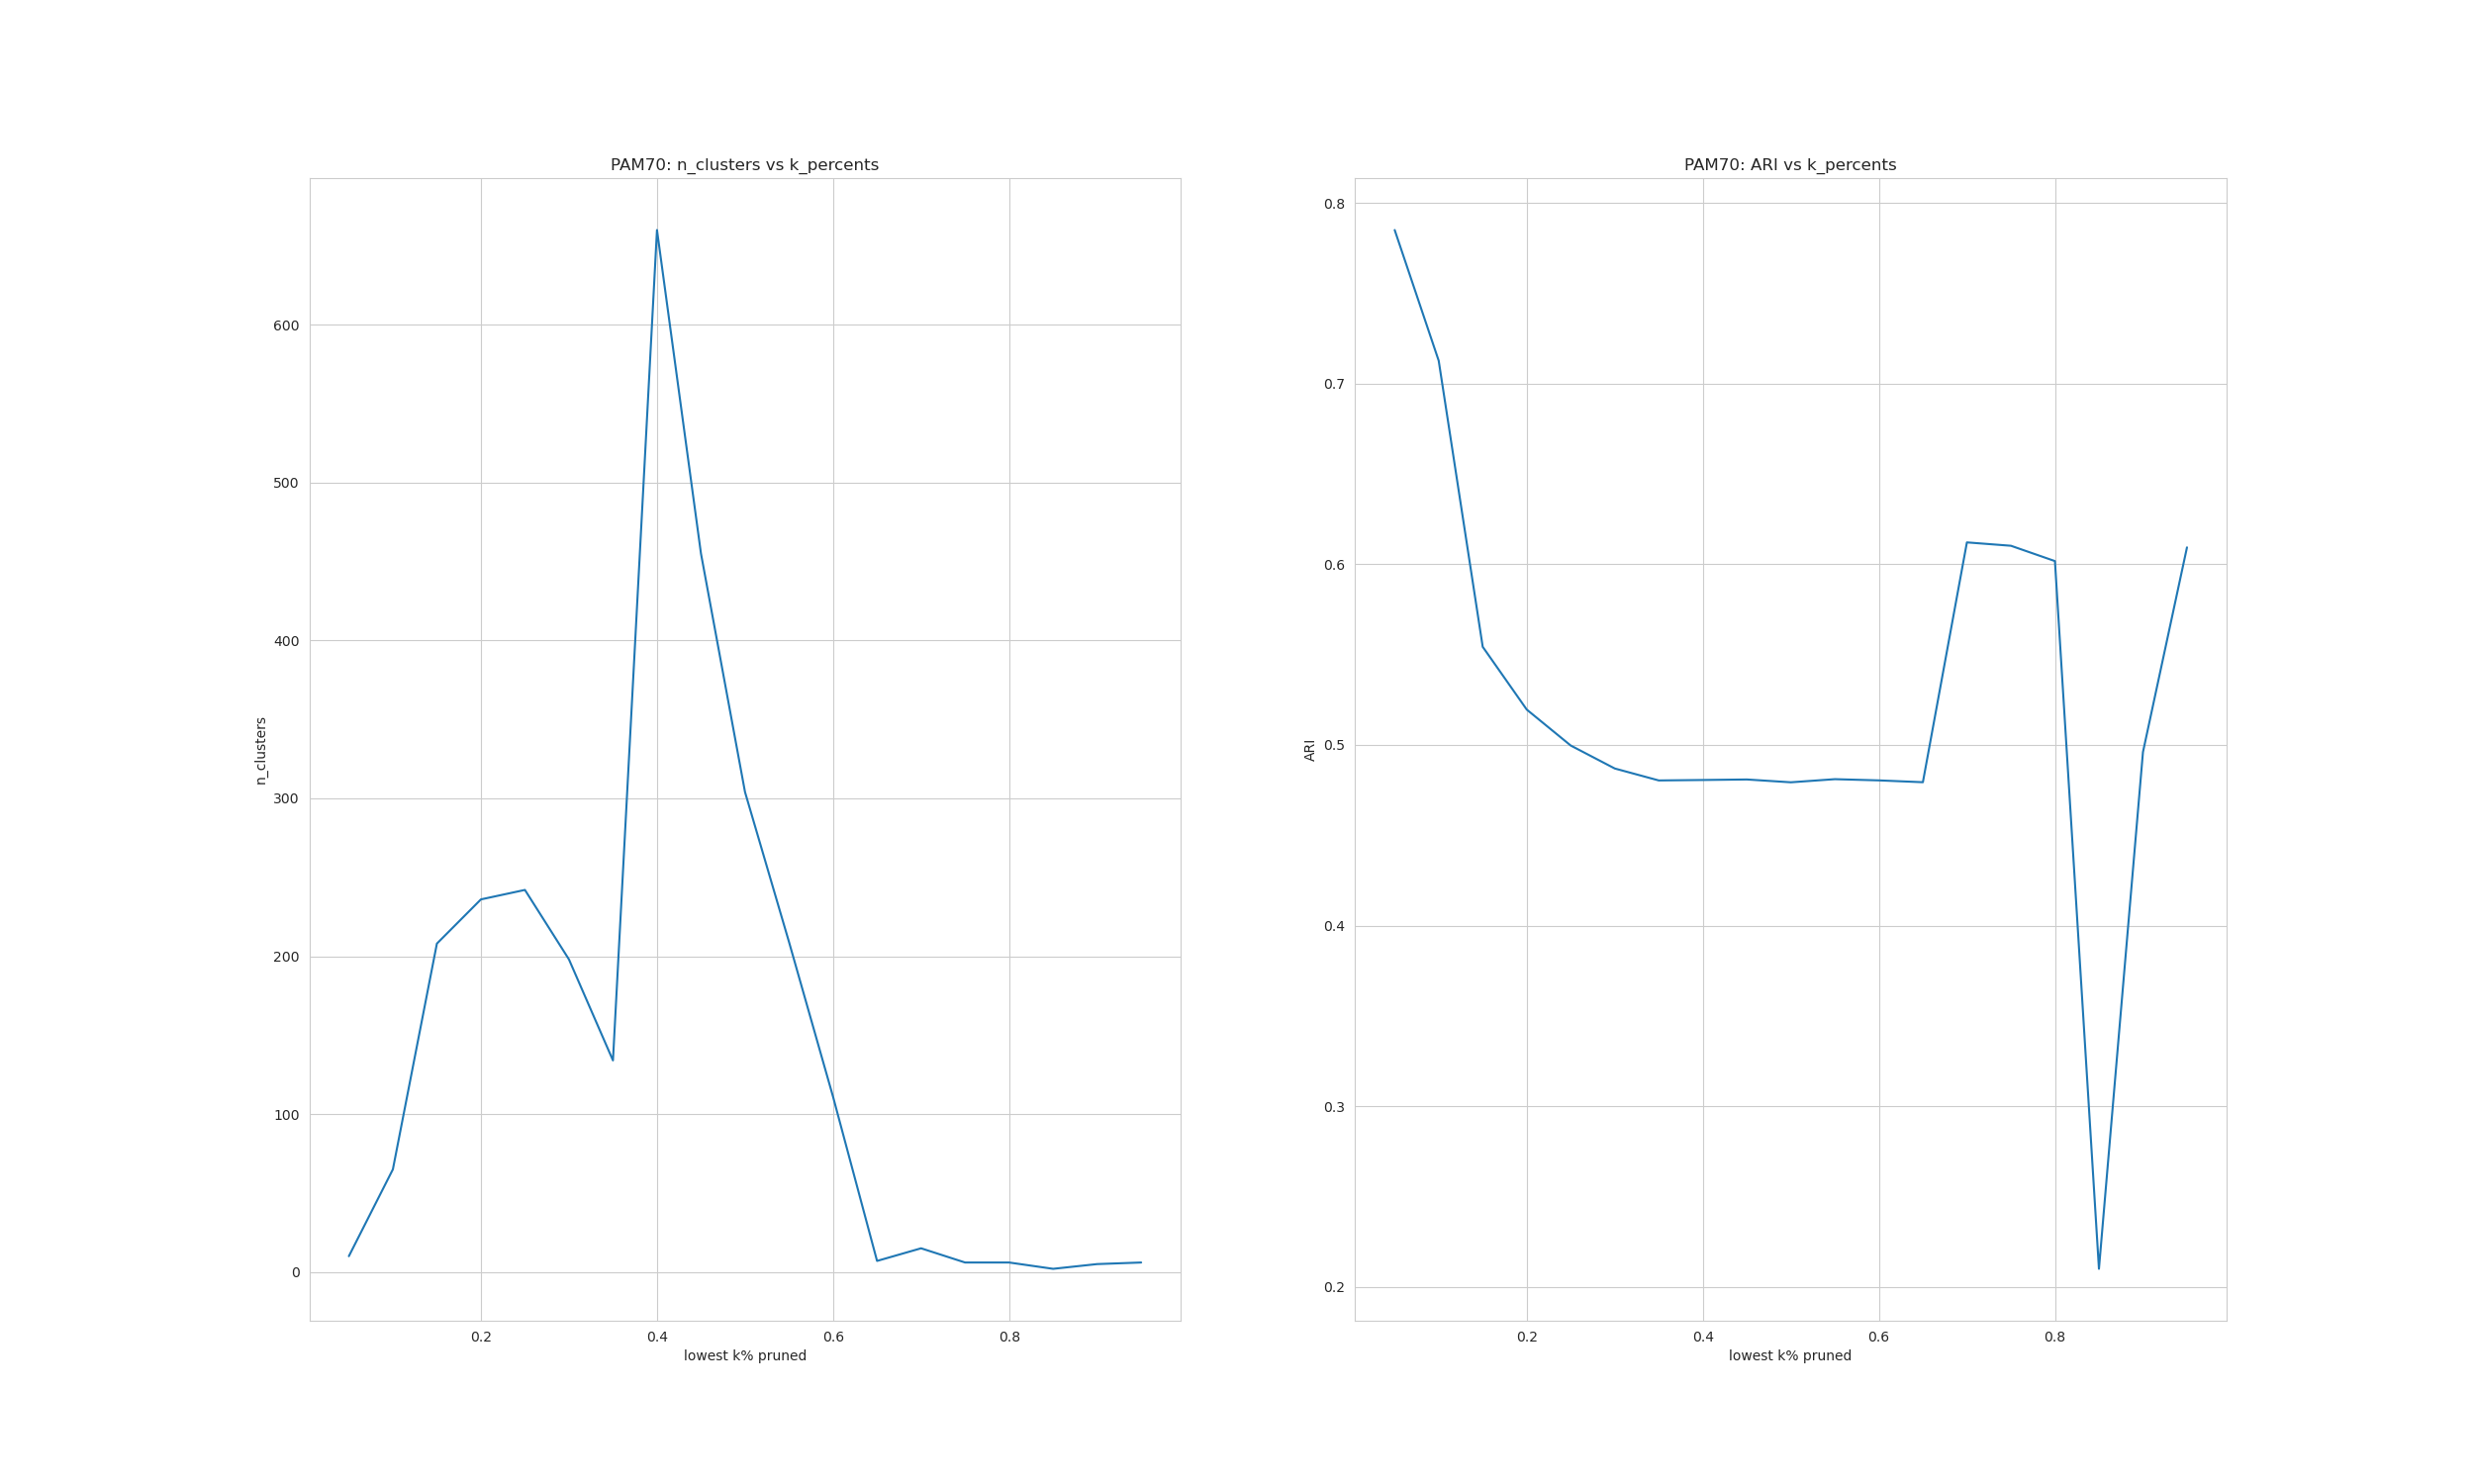 PAM70: n_clusters vs k_percents
n_clusters
600
500
400
300
200
100
0
0.2 0.4 0.6 0.8
lowest k% pruned
PAM70: ARI vs k_percents
ARI
0.8
0.7
0.6
0.5
0.4
0.3
0.2
0.2 0.4 0.6 0.8
lowest k% pruned